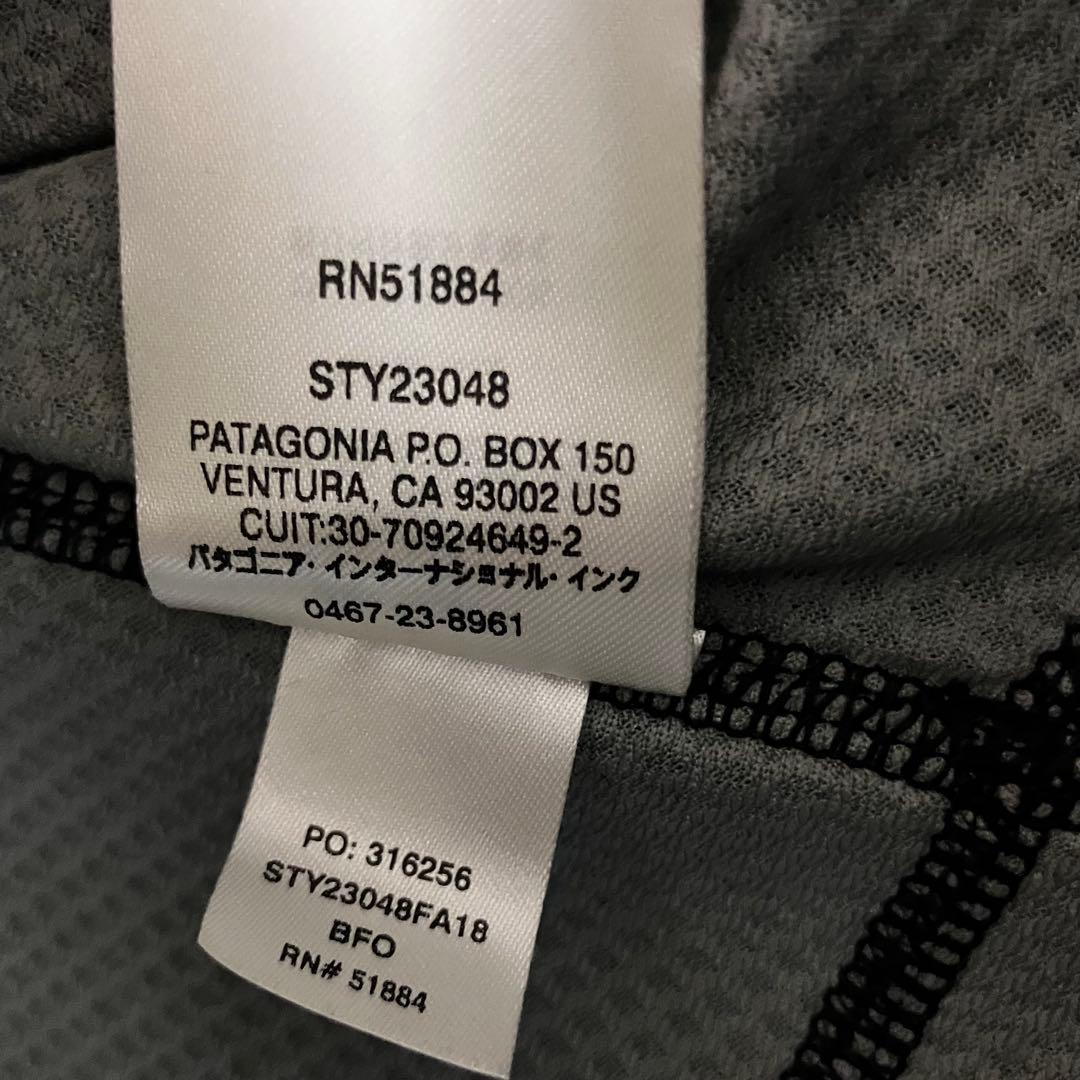 RN51884
STY23048
PATAGONIA P.O. BOX 150
VENTURA, CA 93002 US
CUIT:30-70924649-2
パタゴニア・インターナショナル・インク
0467-23-8961
PO: 316256
STY23048FA18
BFO
RN# 51884